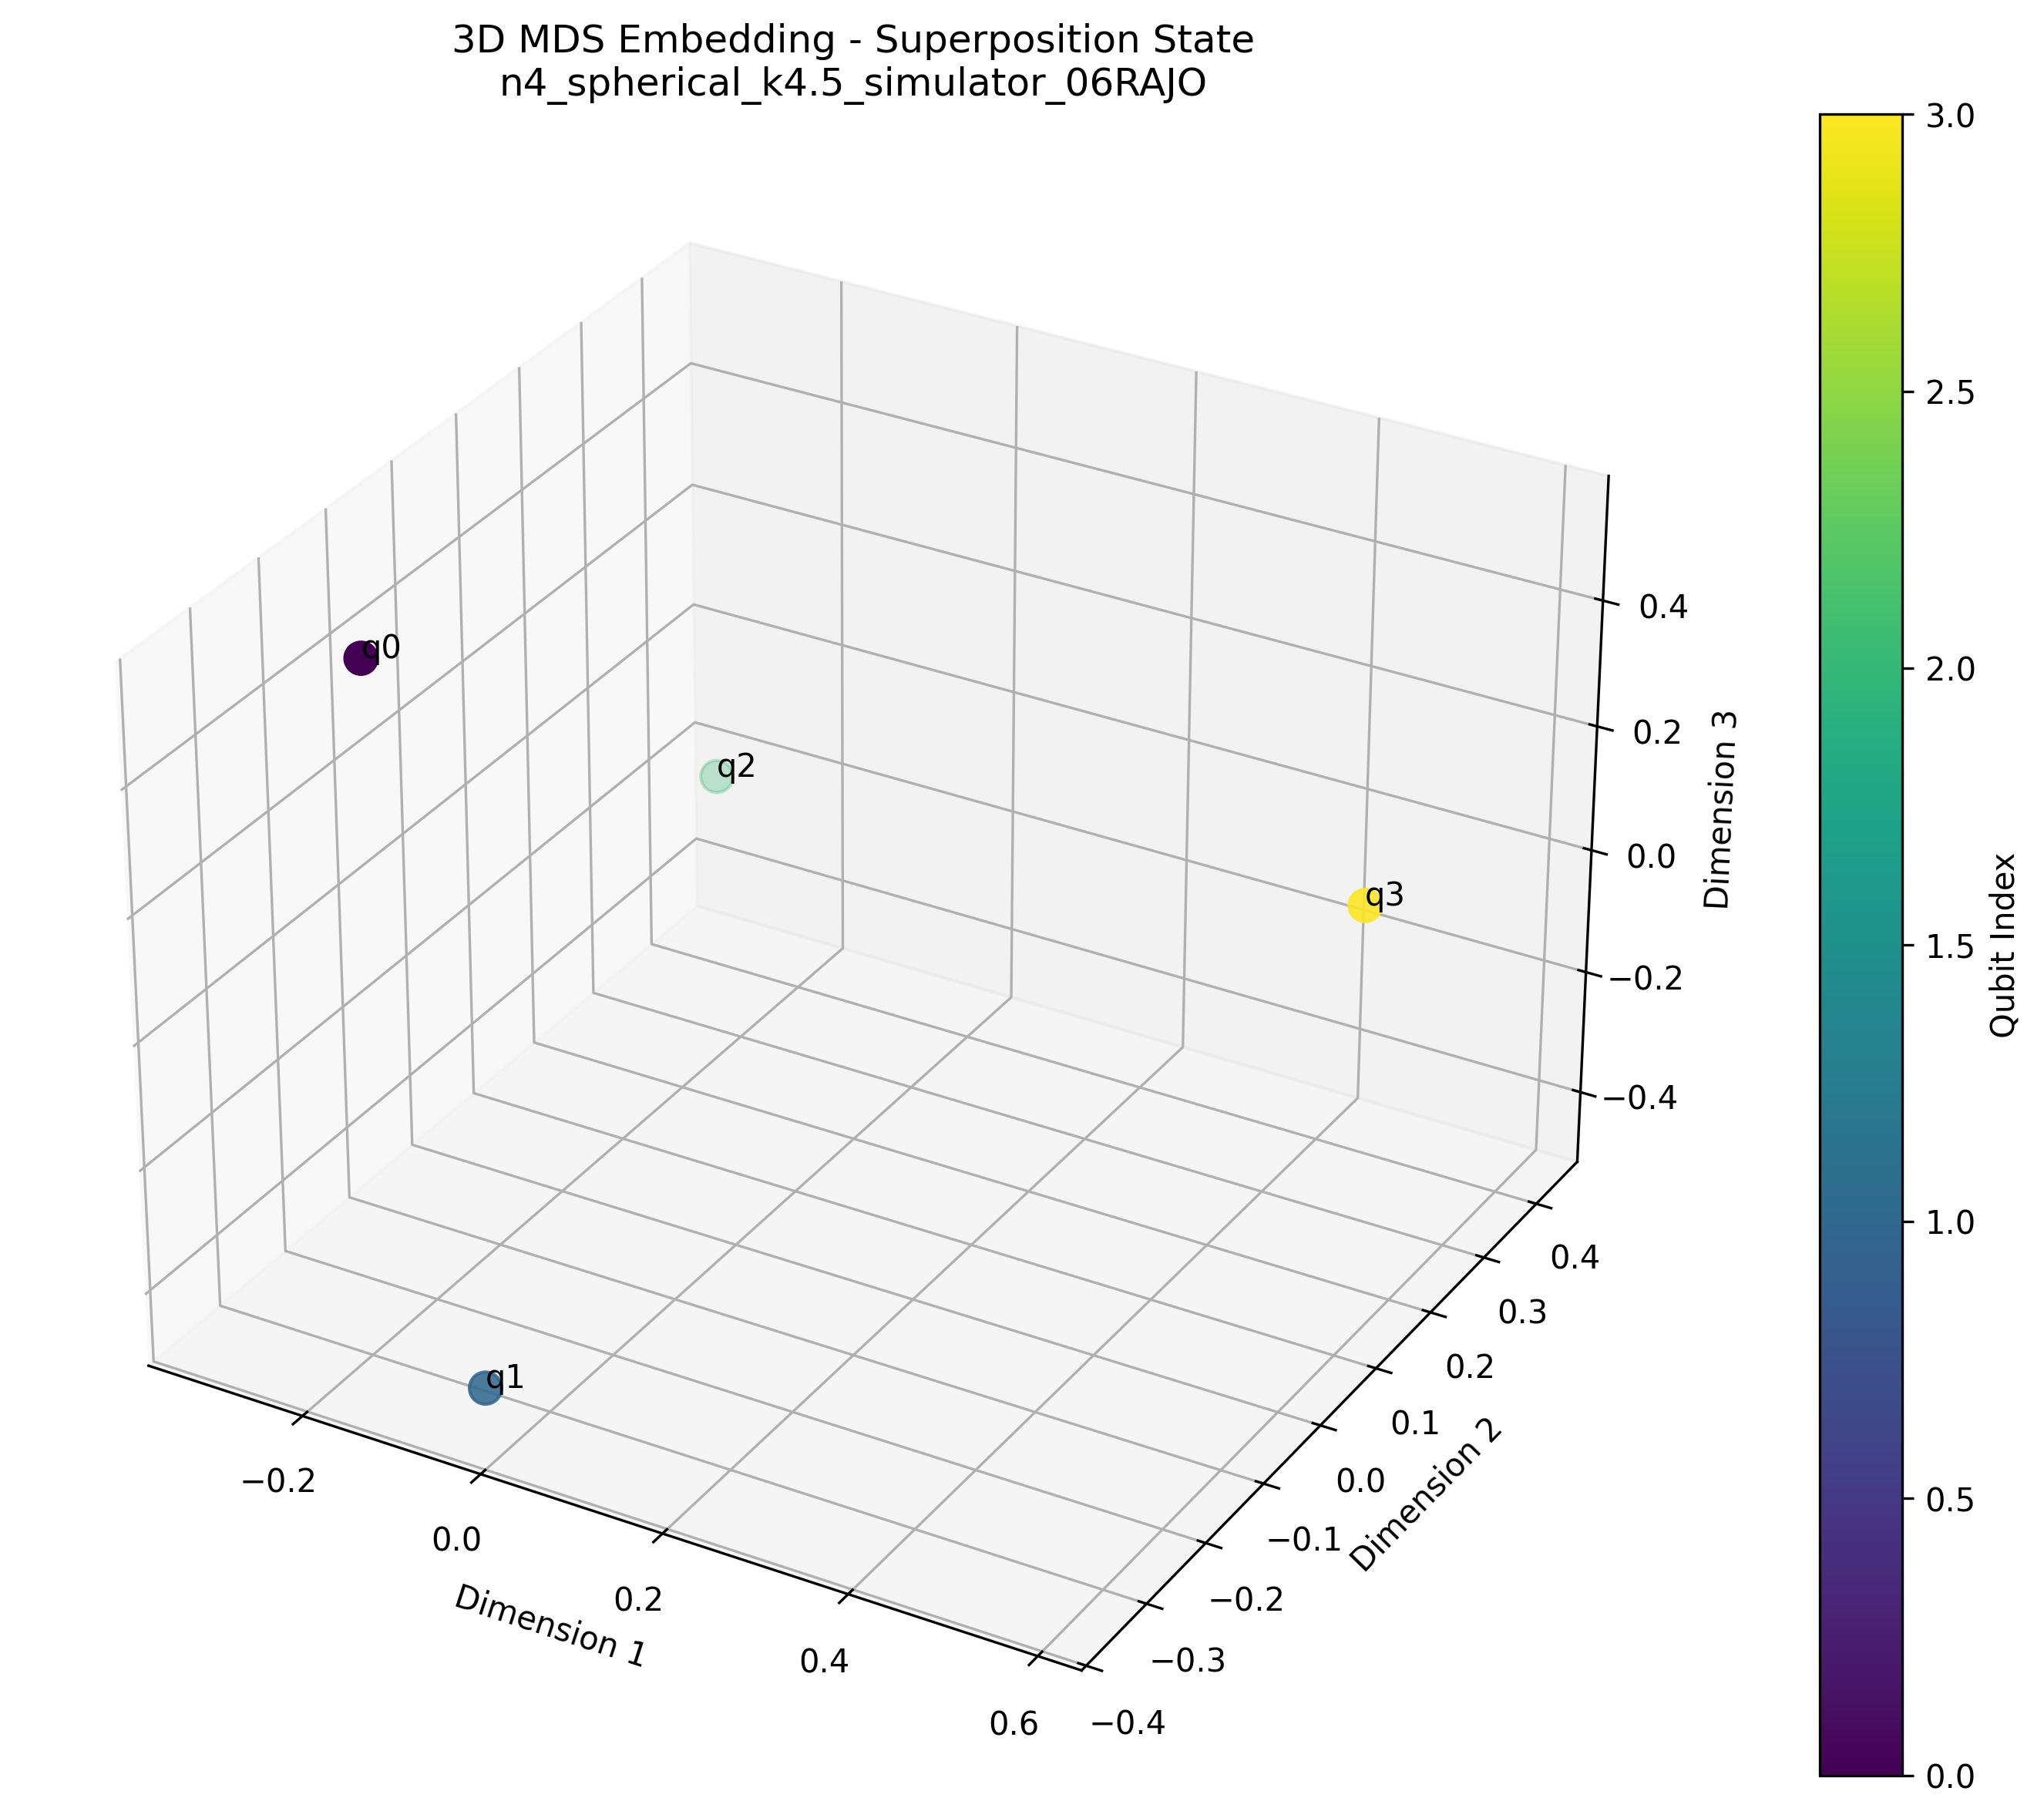 3D MDS Embedding - Superposition State
n4_spherical_k4.5_simulator_06RAJO
q0
q2
q3
q1
−0.2
0.0
0.2
0.4
0.6
Dimension 1
−0.4
−0.3
−0.2
−0.1
0.0
0.1
0.2
0.3
0.4
Dimension 2
0.4
0.2
0.0
−0.2
−0.4
Dimension 3
3.0
2.5
2.0
1.5
1.0
0.5
0.0
Qubit Index